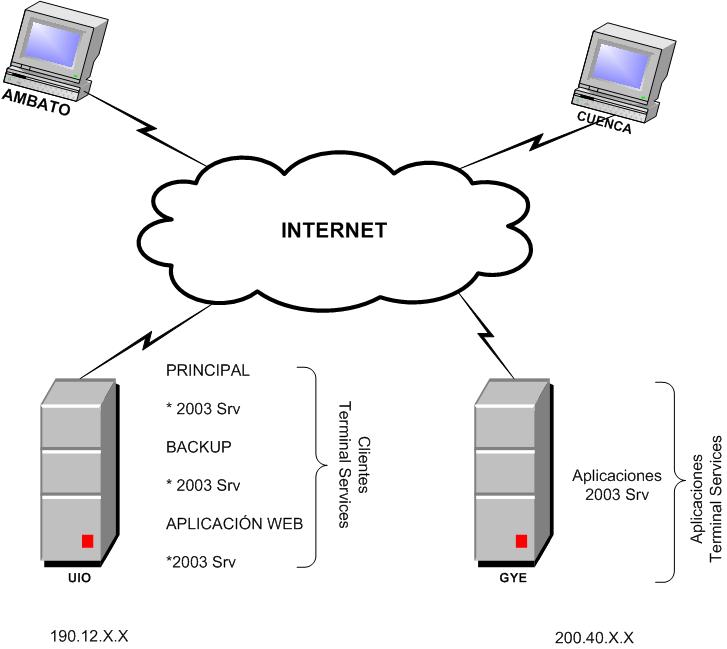 AMBATO
CUENCA
INTERNET
PRINCIPAL
* 2003 Srv
BACKUP
* 2003 Srv
APLICACIÓN WEB
*2003 Srv
Clientes
Terminal Services
UIO
190.12.X.X
Aplicaciones
2003 Srv
Aplicaciones
Terminal Services
GYE
200.40.X.X